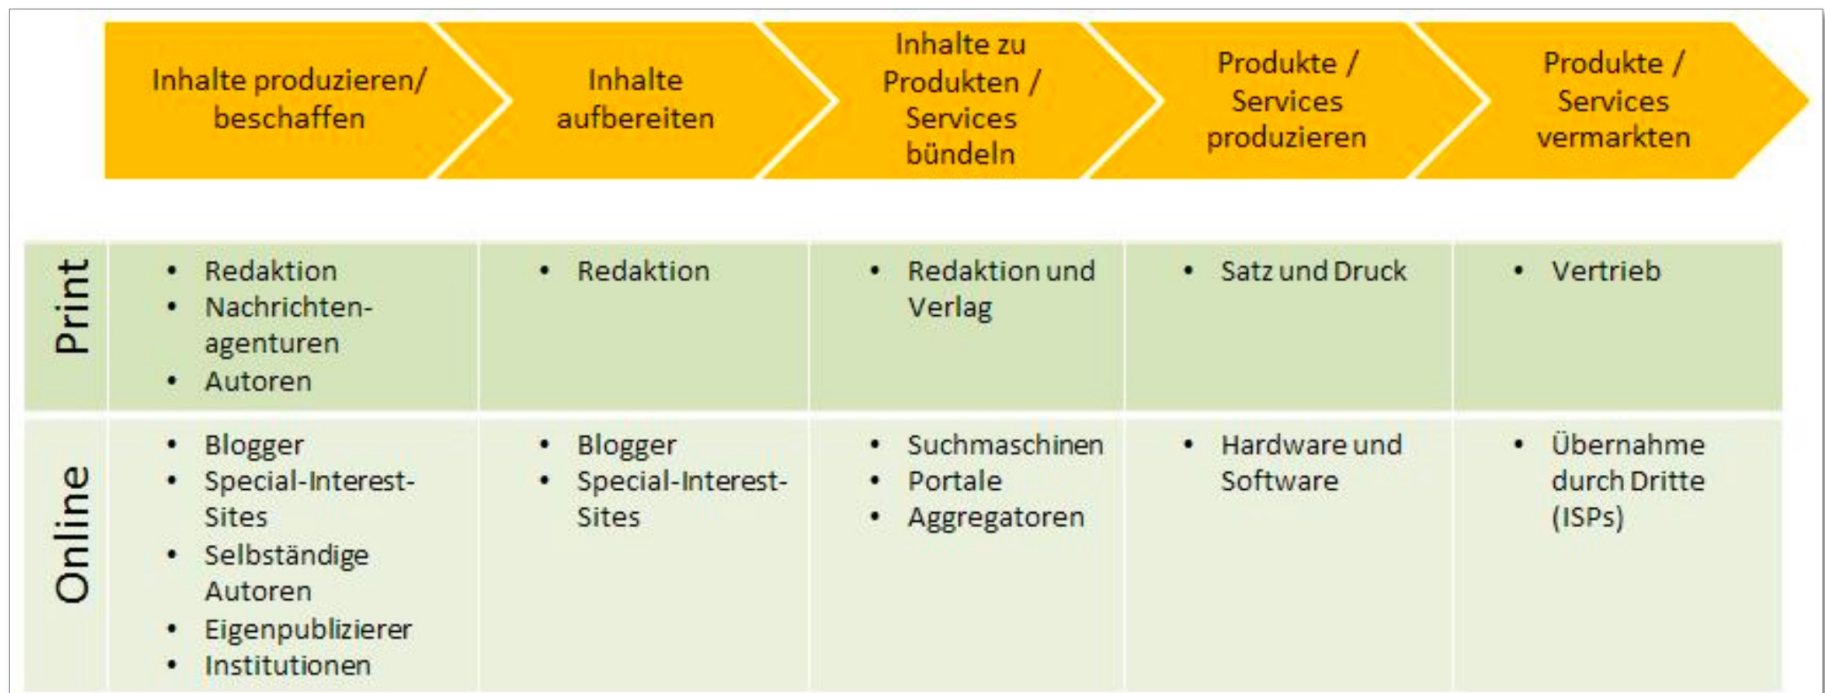 Inhalte produzieren/
beschaffen
Inhalte
aufbereiten
Inhalte zu
Produkten /
Services
bündeln
Produkte /
Services
produzieren
Produkte /
Services
vermarkten
Print
• Redaktion
• Nachrichten-
agenturen
• Autoren
• Redaktion
• Redaktion und
Verlag
• Satz und Druck
• Vertrieb
Online
• Blogger
• Special-Interest-
Sites
• Selbständige
Autoren
• Eigenpublizierer
• Institutionen
• Blogger
• Special-Interest-
Sites
• Suchmaschinen
• Portale
• Aggregatoren
• Hardware und
Software
• Übernahme
durch Dritte
(ISPs)